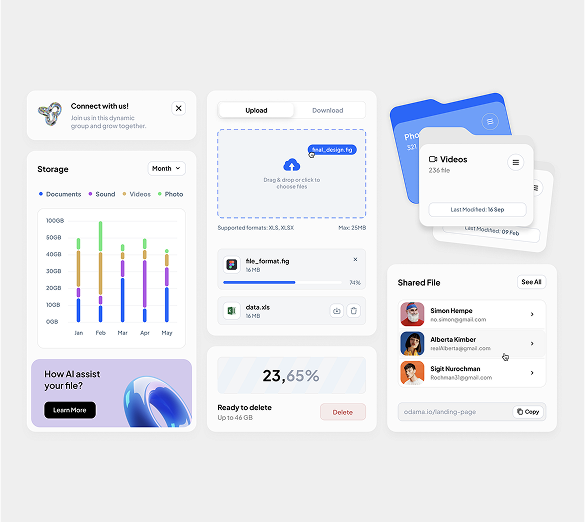 Connect with us!
Join us in this dynamic
group and grow together.
Storage
Month
Documents
Sound
Videos
Photo
100GB
50GB
40GB
30GB
20GB
10GB
0GB
Jan
Feb
Mar
Apr
May
How AI assist
your file?
Learn More
Upload
Download
final_design.fig
Drag & drop or click to
choose files
Supported formats: XLS, XLSX
Max: 25MB
file_format.fig
16 MB
74%
data.xls
16 MB
23,65%
Ready to delete
Up to 46 GB
Delete
Pho
321
Videos
236 file
Last Modified: 16 Sep
Last Modified: 09 Feb
Shared File
See All
Simon Hempe
no.simon@gmail.com
Alberta Kimber
realAlberta@gmail.com
Sigit Nurochman
Rochman31@gmail.com
odama.io/landing-page
Copy